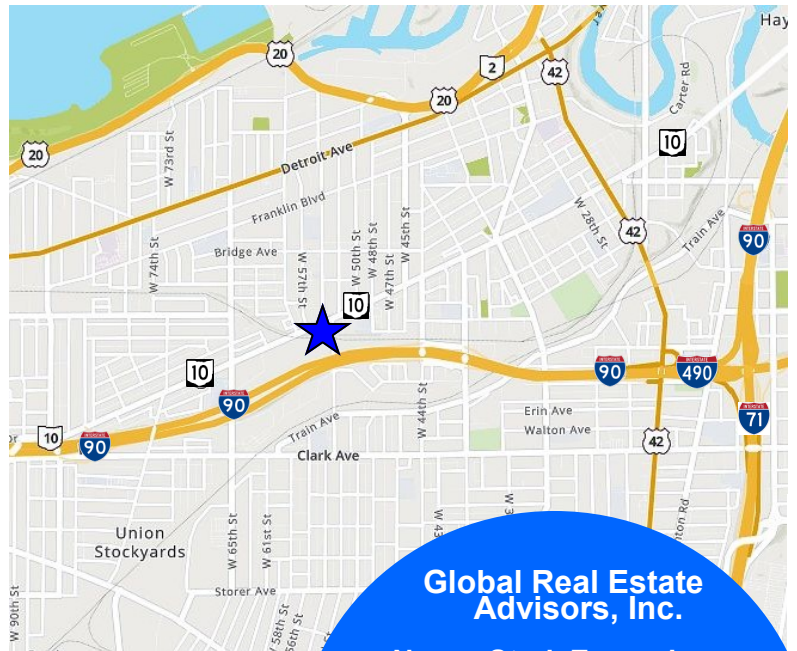 Hay
20
2
20
42
Carter Rd
10
20
W 73rd St
Detroit Ave
Franklin Blvd
W 28th St
42
Train Ave
90
Bridge Ave
W 74th St
W 57th St
W 50th St
W 48th St
W 47th St
W 45th St
10
10
90
90
490
90
10
90
Train Ave
W 44th St
Erin Ave
Walton Ave
42
71
Clark Ave
Union
Stockyards
W 65th St
W 61st St
Storer Ave
W 58th St
W 90th St
Global Real Estate
Advisors, Inc.